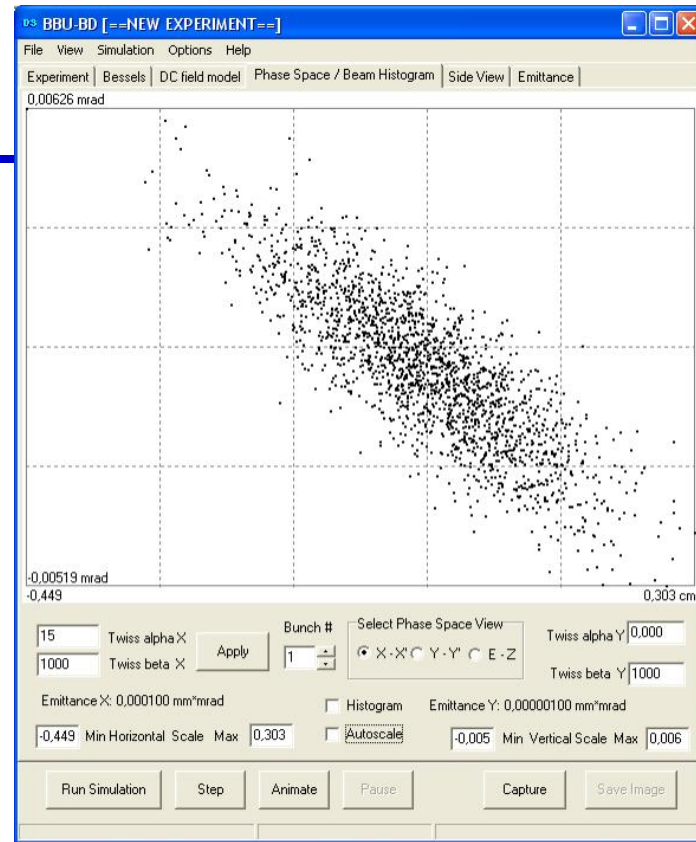 DS BBU-BD [==NEW EXPERIMENT==]
File View Simulation Options Help
Experiment Bessels DC field model Phase Space / Beam Histogram Side View Emittance
0,00626 mrad
-0,00519 mrad
-0,449 0,303 cm
15 Twiss alpha X Apply Bunch # 1 Select Phase Space View Twiss alpha Y 0,000
1000 Twiss beta X X - X' Y - Y' E - Z Twiss beta Y 1000
Emittance X: 0,000100 mm*mrad Histogram Emittance Y: 0,00000100 mm*mrad
-0,449 Min Horizontal Scale Max 0,303 Autoscale -0,005 Min Vertical Scale Max 0,006
Run Simulation Step Animate Pause Capture Save Image